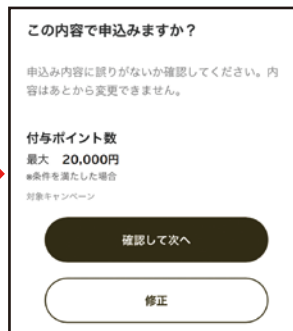 この内容で申込みますか？
申込み内容に誤りがないか確認してください。内
容はあとから変更できません。
付与ポイント数
最大　20,000円
※条件を満たした場合
対象キャンペーン
確認して次へ
修正